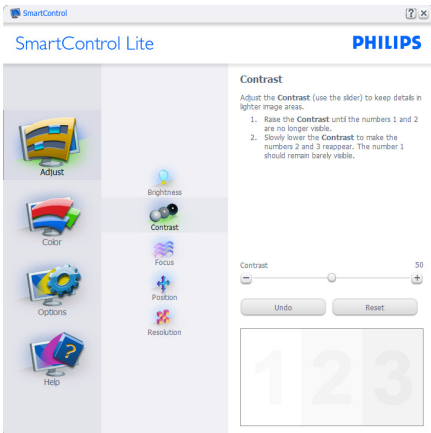 SmartControl
SmartControl Lite
PHILIPS
Adjust
Color
Options
Help
Brightness
Contrast
Focus
Position
Resolution
Contrast
Adjust the Contrast (use the slider) to keep details in
lighter image areas.
1. Raise the Contrast until the numbers 1 and 2
are no longer visible.
2. Slowly lower the Contrast to make the
numbers 2 and 3 reappear. The number 1
should remain barely visible.
Contrast 50
Undo Reset
1 2 3